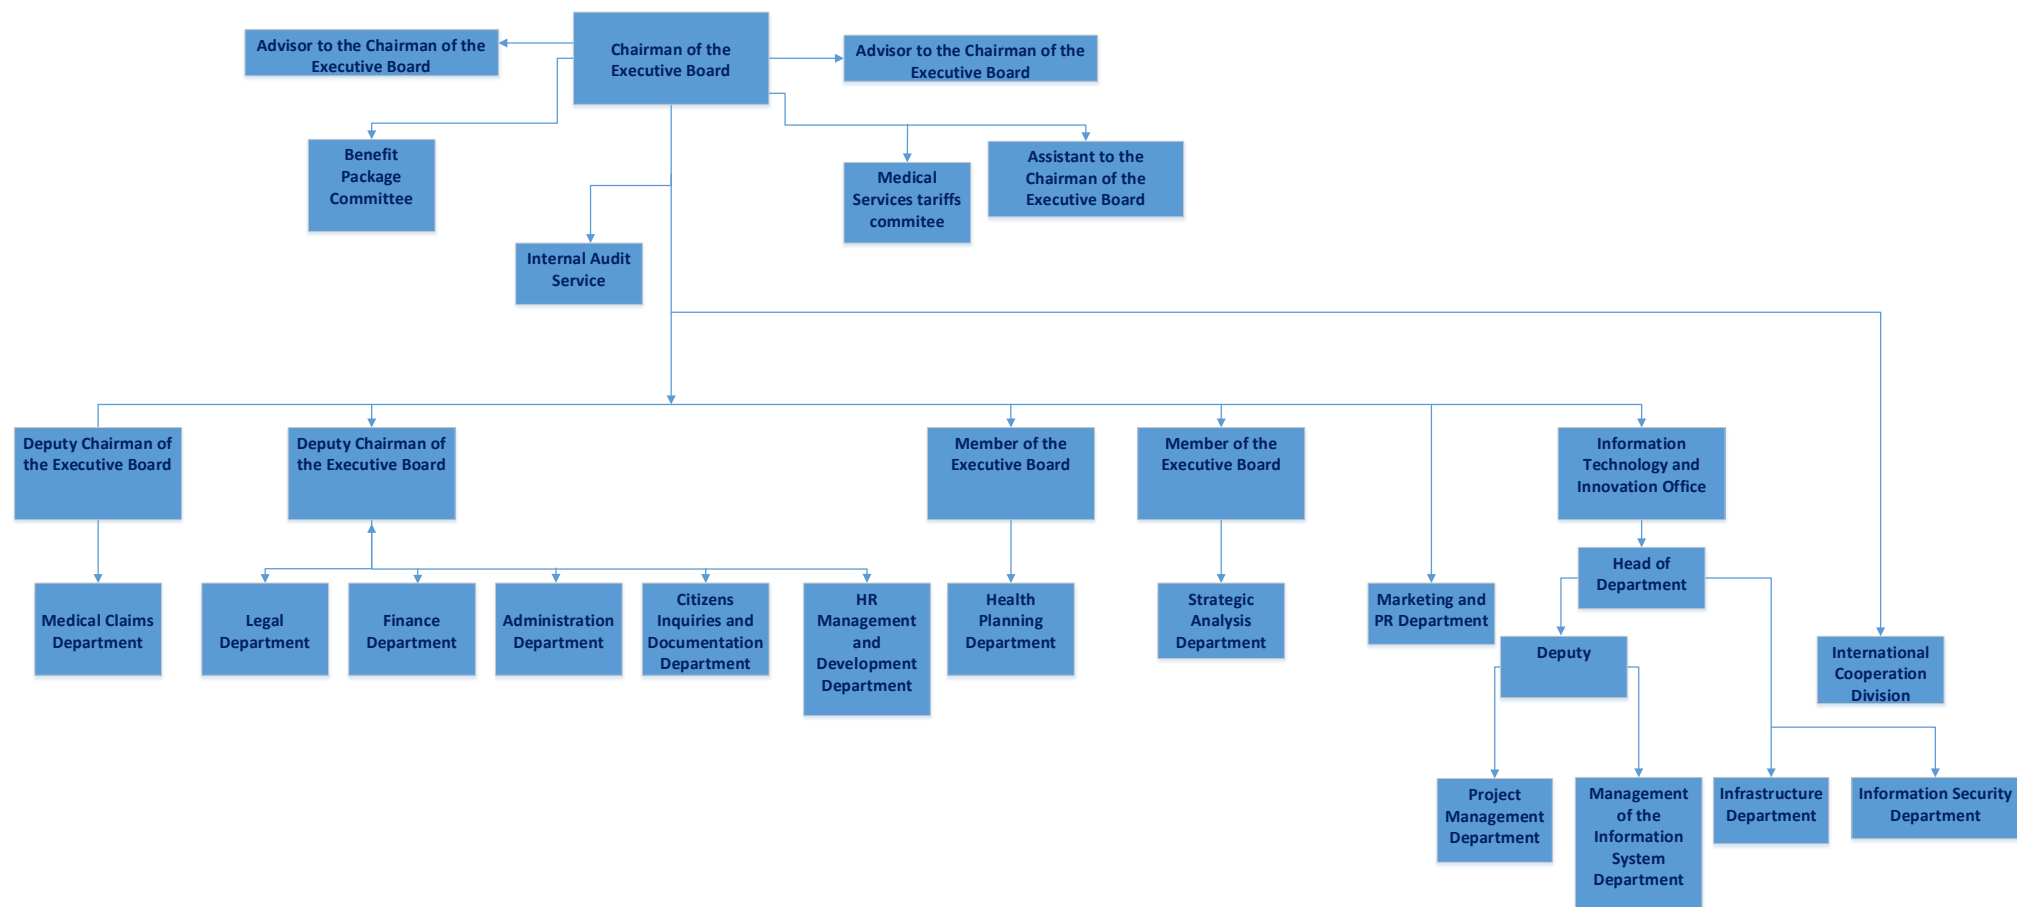 Advisor to the Chairman of the
Executive Board
Chairman of the
Executive Board
Advisor to the Chairman of the
Executive Board
Benefit
Package
Committee
Medical
Services tariffs
commitee
Assistant to the
Chairman of the
Executive Board
Internal Audit
Service
Deputy Chairman of
the Executive Board
Deputy Chairman of
the Executive Board
Member of the
Executive Board
Member of the
Executive Board
Information
Technology and
Innovation Office
Head of
Department
Medical Claims
Department
Legal
Department
Finance
Department
Administration
Department
Citizens
Inquiries and
Documentation
Department
HR
Management
and
Development
Department
Health
Planning
Department
Strategic
Analysis
Department
Marketing and
PR Department
Deputy
International
Cooperation
Division
Project
Management
Department
Management
of the
Information
System
Department
Infrastructure
Department
Information Security
Department